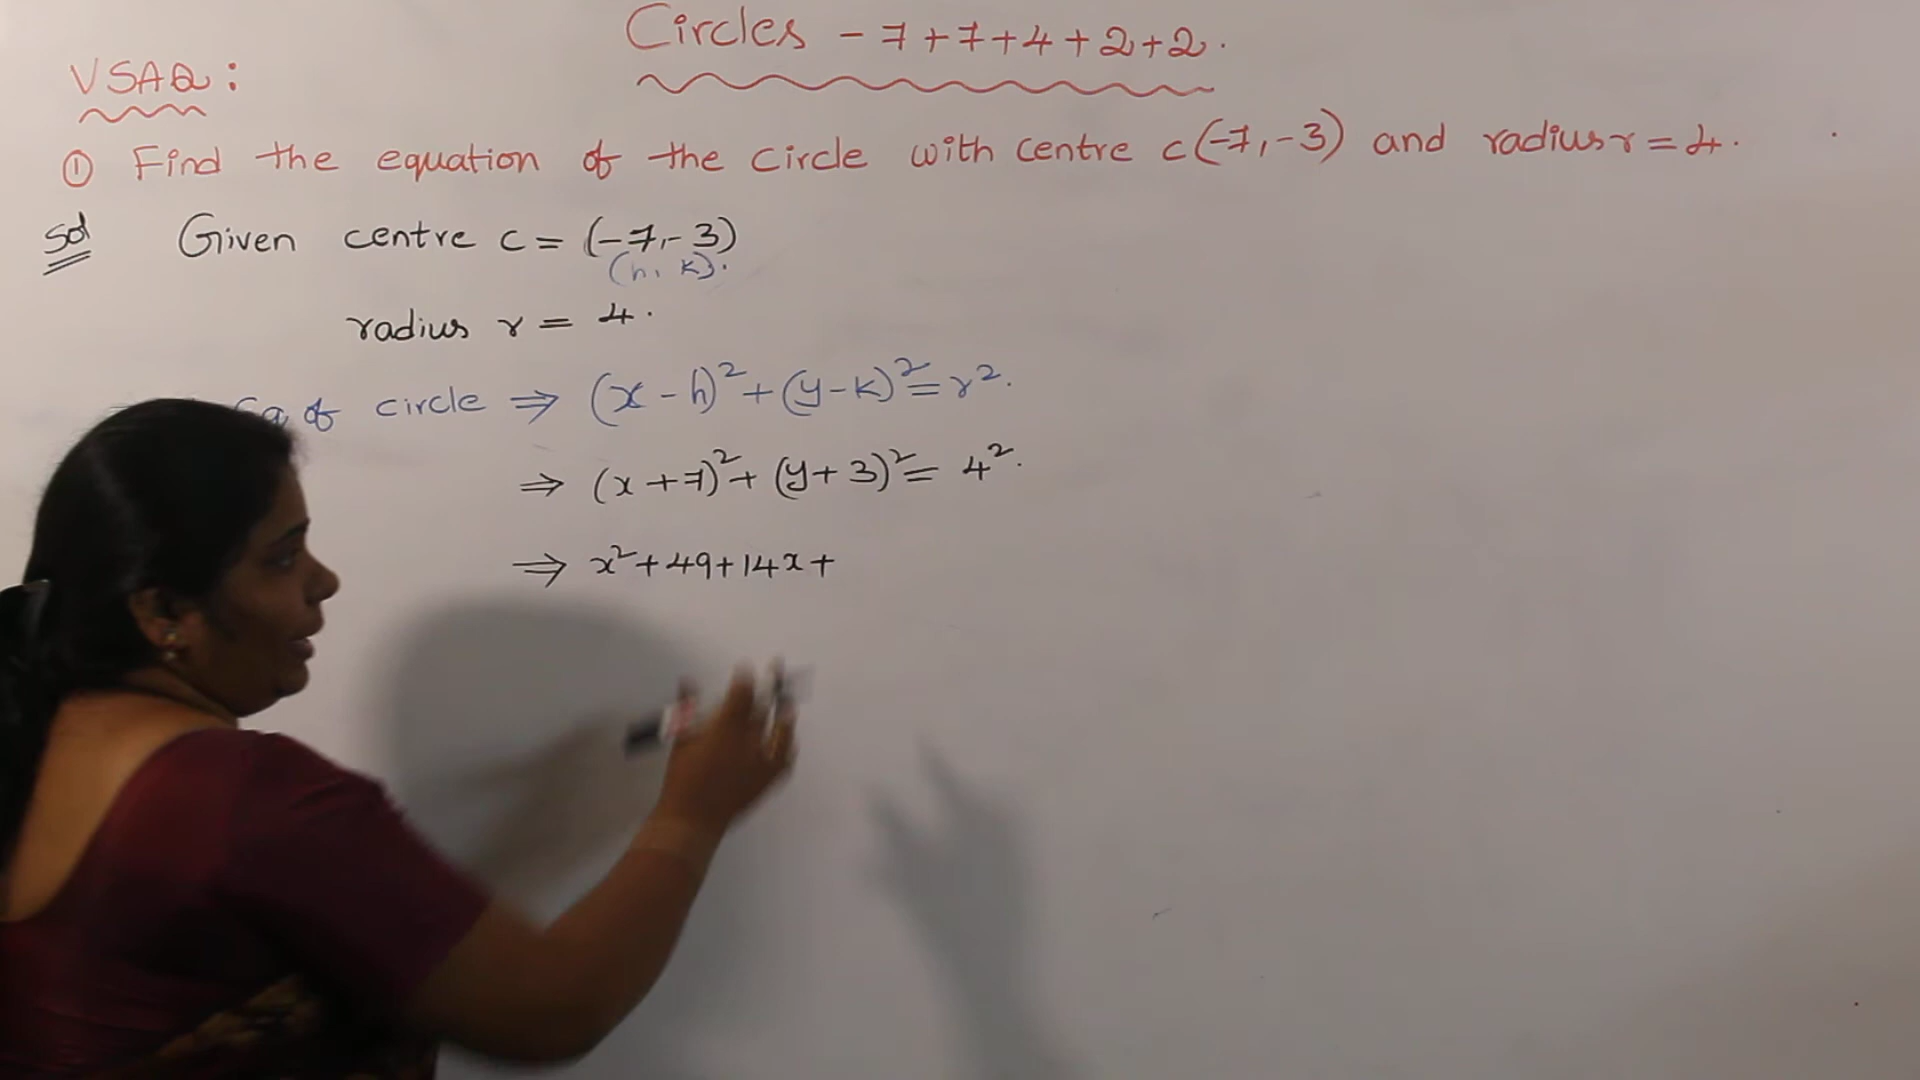 Circles - 7+7+4+2+2.
VSAQ:
① Find the equation of the circle with centre c(-7,-3) and radius r = 4.
Sol Given centre c = (-7,-3)
(h, k).
radius r = 4.
Eq of circle ⇒ (x-h)²+(y-k)²=r².
⇒ (x+7)²+(y+3)²= 4².
⇒ x²+49+14x+